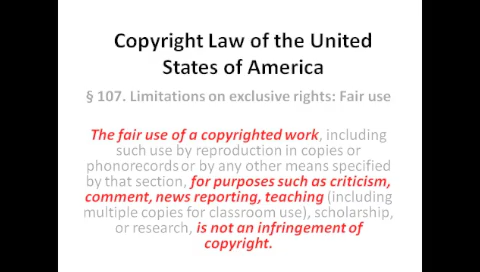 Copyright Law of the United
States of America
§ 107. Limitations on exclusive rights: Fair use
The fair use of a copyrighted work, including
such use by reproduction in copies or
phonorecords or by any other means specified
by that section, for purposes such as criticism,
comment, news reporting, teaching (including
multiple copies for classroom use), scholarship,
or research, is not an infringement of
copyright.